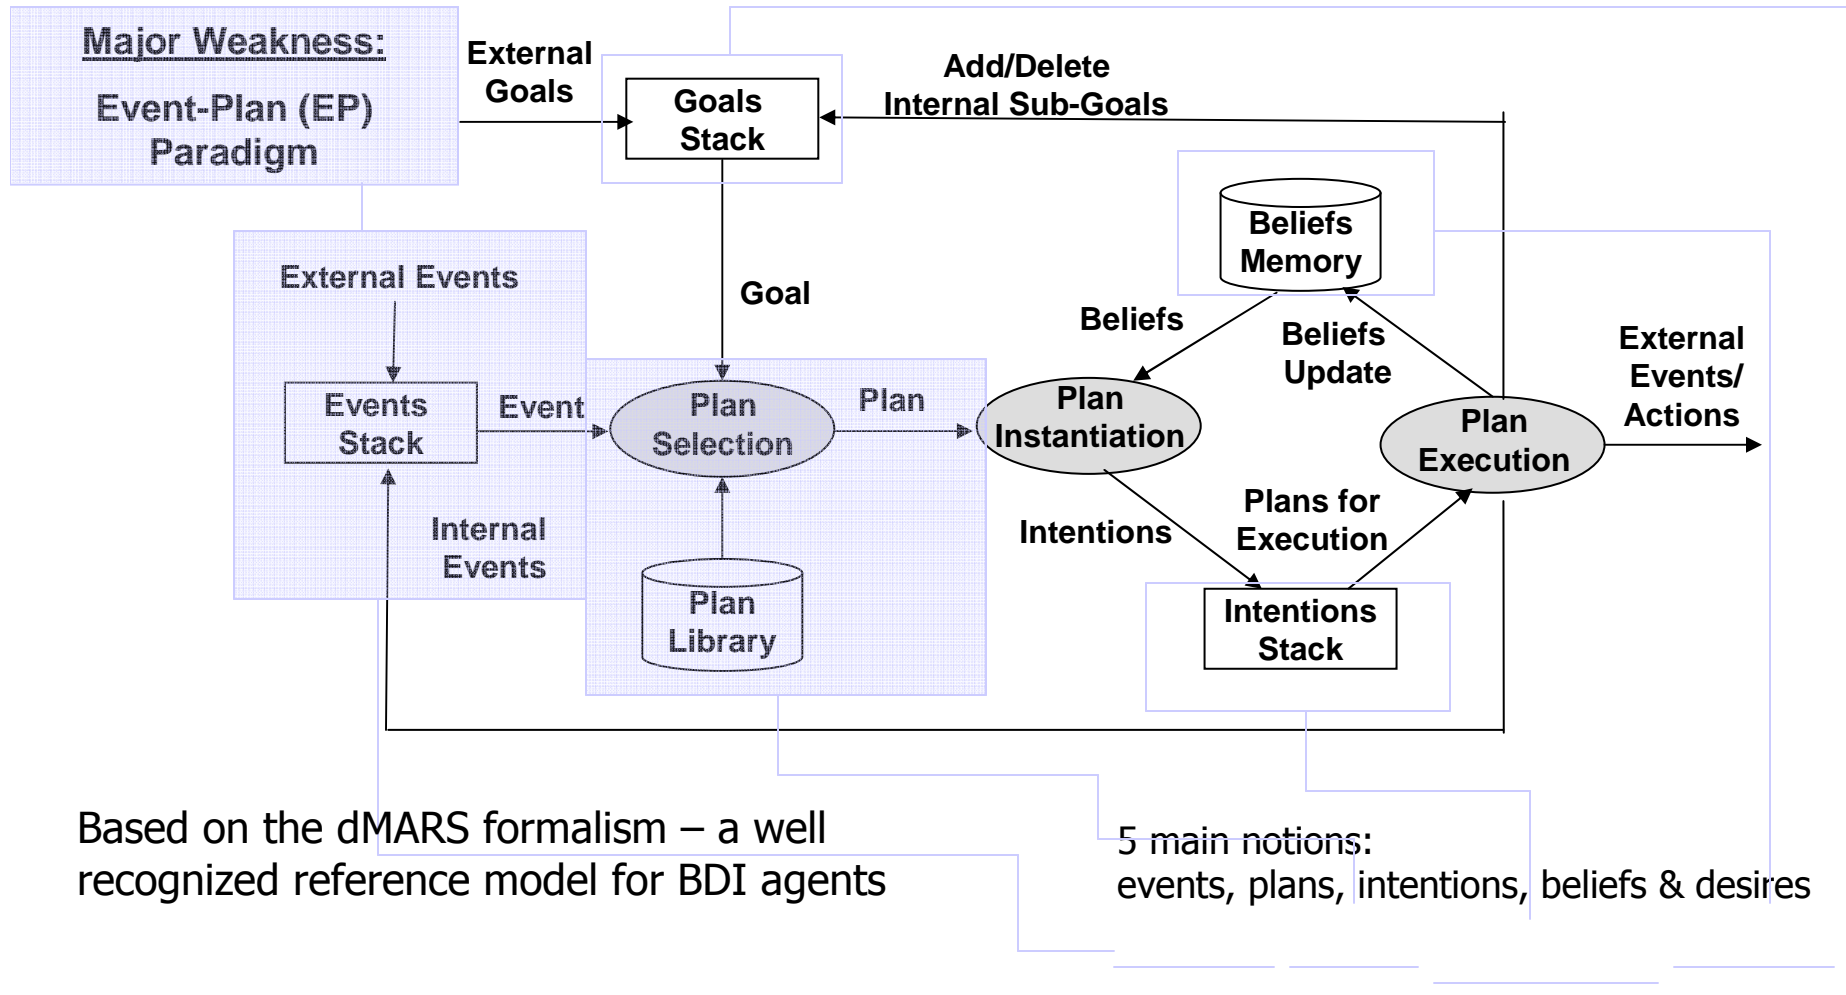 Major Weakness:
Event-Plan (EP)
Paradigm
External
Goals
Goals
Stack
Add/Delete
Internal Sub-Goals
Beliefs
Memory
External Events
Goal
Beliefs
Beliefs
Update
External
Events/
Actions
Events
Stack
Event
Plan
Selection
Plan
Plan
Instantiation
Plan
Execution
Internal
Events
Intentions
Plans for
Execution
Plan
Library
Intentions
Stack
Based on the dMARS formalism – a well
recognized reference model for BDI agents
5 main notions:
events, plans, intentions, beliefs & desires